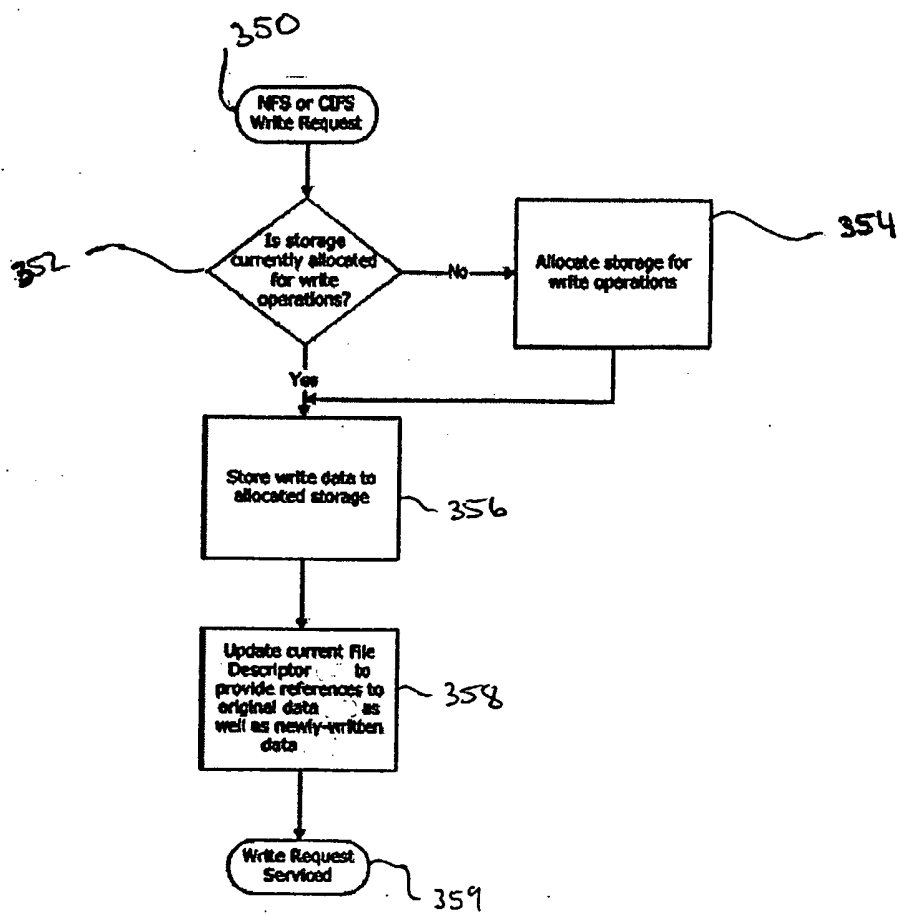 350
NFS or CIFS
Write Request
352
Is storage
currently allocated
for write
operations?
No
354
Allocate storage for
write operations
Yes
Store write data to
allocated storage
356
Update current File
Descriptor to
provide references to
original data as
well as newly-written
data
358
Write Request
Serviced
359